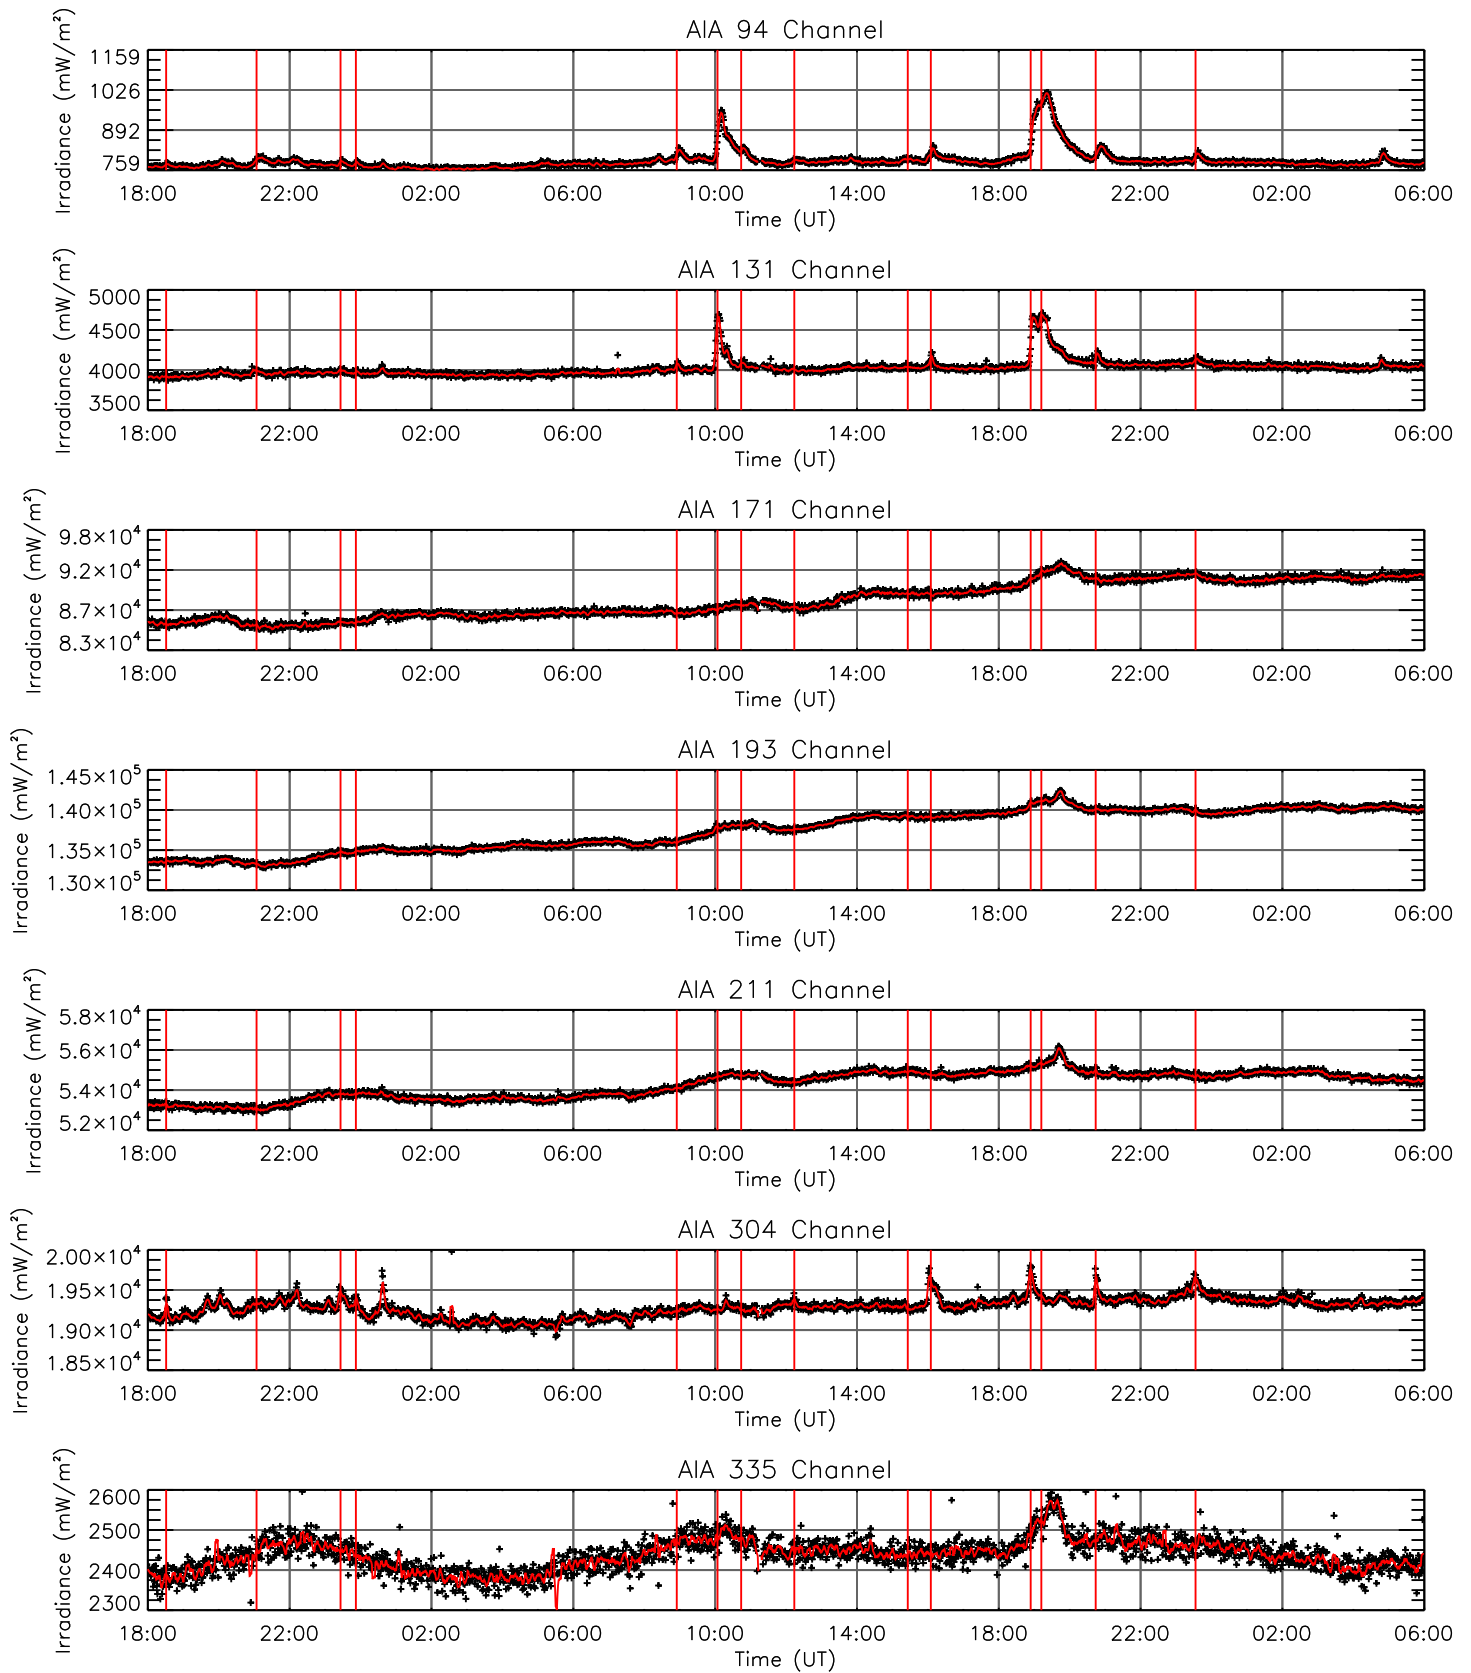 AIA 94 Channel
Irradiance (mW/m²)
1159
1026
892
759
18:00 22:00 02:00 06:00 10:00 14:00 18:00 22:00 02:00 06:00
Time (UT)
AIA 131 Channel
Irradiance (mW/m²)
5000
4500
4000
3500
18:00 22:00 02:00 06:00 10:00 14:00 18:00 22:00 02:00 06:00
Time (UT)
AIA 171 Channel
Irradiance (mW/m²)
9.8×10⁴
9.2×10⁴
8.7×10⁴
8.3×10⁴
18:00 22:00 02:00 06:00 10:00 14:00 18:00 22:00 02:00 06:00
Time (UT)
AIA 193 Channel
Irradiance (mW/m²)
1.45×10⁵
1.40×10⁵
1.35×10⁵
1.30×10⁵
18:00 22:00 02:00 06:00 10:00 14:00 18:00 22:00 02:00 06:00
Time (UT)
AIA 211 Channel
Irradiance (mW/m²)
5.8×10⁴
5.6×10⁴
5.4×10⁴
5.2×10⁴
18:00 22:00 02:00 06:00 10:00 14:00 18:00 22:00 02:00 06:00
Time (UT)
AIA 304 Channel
Irradiance (mW/m²)
2.00×10⁴
1.95×10⁴
1.90×10⁴
1.85×10⁴
18:00 22:00 02:00 06:00 10:00 14:00 18:00 22:00 02:00 06:00
Time (UT)
AIA 335 Channel
Irradiance (mW/m²)
2600
2500
2400
2300
18:00 22:00 02:00 06:00 10:00 14:00 18:00 22:00 02:00 06:00
Time (UT)